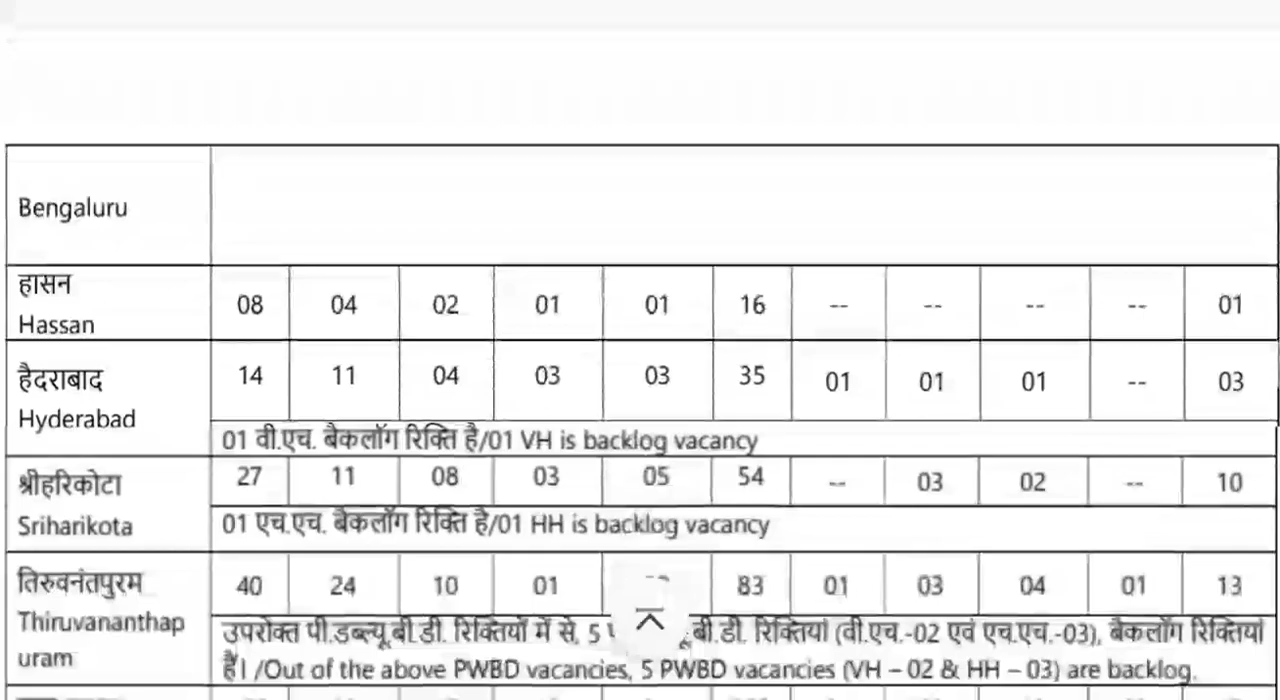 Bengaluru
हासन
Hassan
08 04 02 01 01 16 -- -- -- -- 01
हैदराबाद
Hyderabad
14 11 04 03 03 35 01 01 01 -- 03
01 वी.एच. बैकलॉग रिक्ति है/01 VH is backlog vacancy
श्रीहरिकोटा
Sriharikota
27 11 08 03 05 54 -- 03 02 -- 10
01 एच.एच. बैकलॉग रिक्ति है/01 HH is backlog vacancy
तिरुवनंतपुरम
Thiruvananthap
uram
40 24 10 01 83 01 03 04 01 13
उपरोक्त पी.डब्ल्यू.बी.डी. रिक्तियों में से, 5 बी.डी. रिक्तियां (वी.एच.-02 एवं एच.एच.-03), बैकलॉग रिक्तियां
हैं। /Out of the above PWBD vacancies, 5 PWBD vacancies (VH – 02 & HH – 03) are backlog.